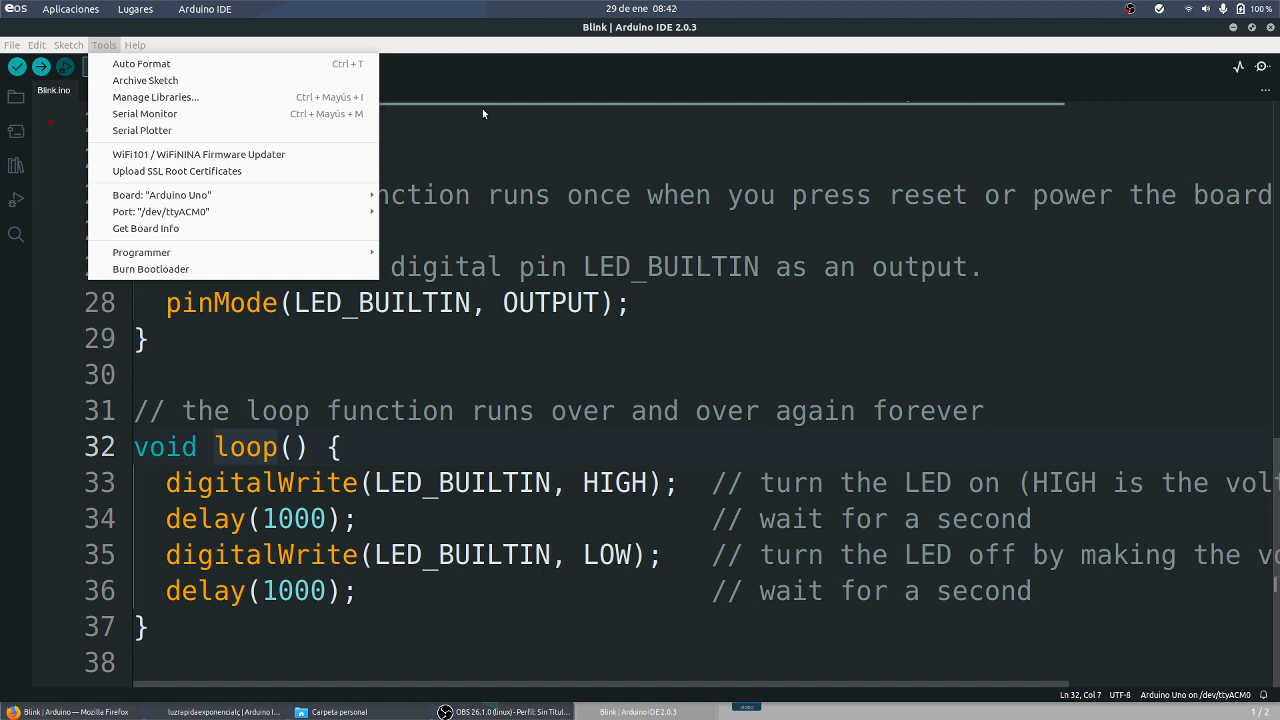 eos Aplicaciones Lugares Arduino IDE 29 de ene 08:42 100 %
Blink | Arduino IDE 2.0.3
File Edit Sketch Tools Help
Auto Format Ctrl + T
Archive Sketch
Manage Libraries... Ctrl + Mayús + I
Serial Monitor Ctrl + Mayús + M
Serial Plotter
WiFi101 / WiFiNINA Firmware Updater
Upload SSL Root Certificates
Board: "Arduino Uno"
Port: "/dev/ttyACM0"
Get Board Info
Programmer
Burn Bootloader
Blink.ino
nction runs once when you press reset or power the board
digital pin LED_BUILTIN as an output.
28 pinMode(LED_BUILTIN, OUTPUT);
29 }
30
31 // the loop function runs over and over again forever
32 void loop() {
33 digitalWrite(LED_BUILTIN, HIGH); // turn the LED on (HIGH is the volt
34 delay(1000); // wait for a second
35 digitalWrite(LED_BUILTIN, LOW); // turn the LED off by making the vo
36 delay(1000); // wait for a second
37 }
38
Ln 32, Col 7 UTF-8 Arduino Uno on /dev/ttyACM0
Blink | Arduino — Mozilla Firefox luzrapidaexponencialç | Arduino I... Carpeta personal OBS 26.1.0 (linux) - Perfil: Sin Titul... Blink | Arduino IDE 2.0.3 video 1 / 2